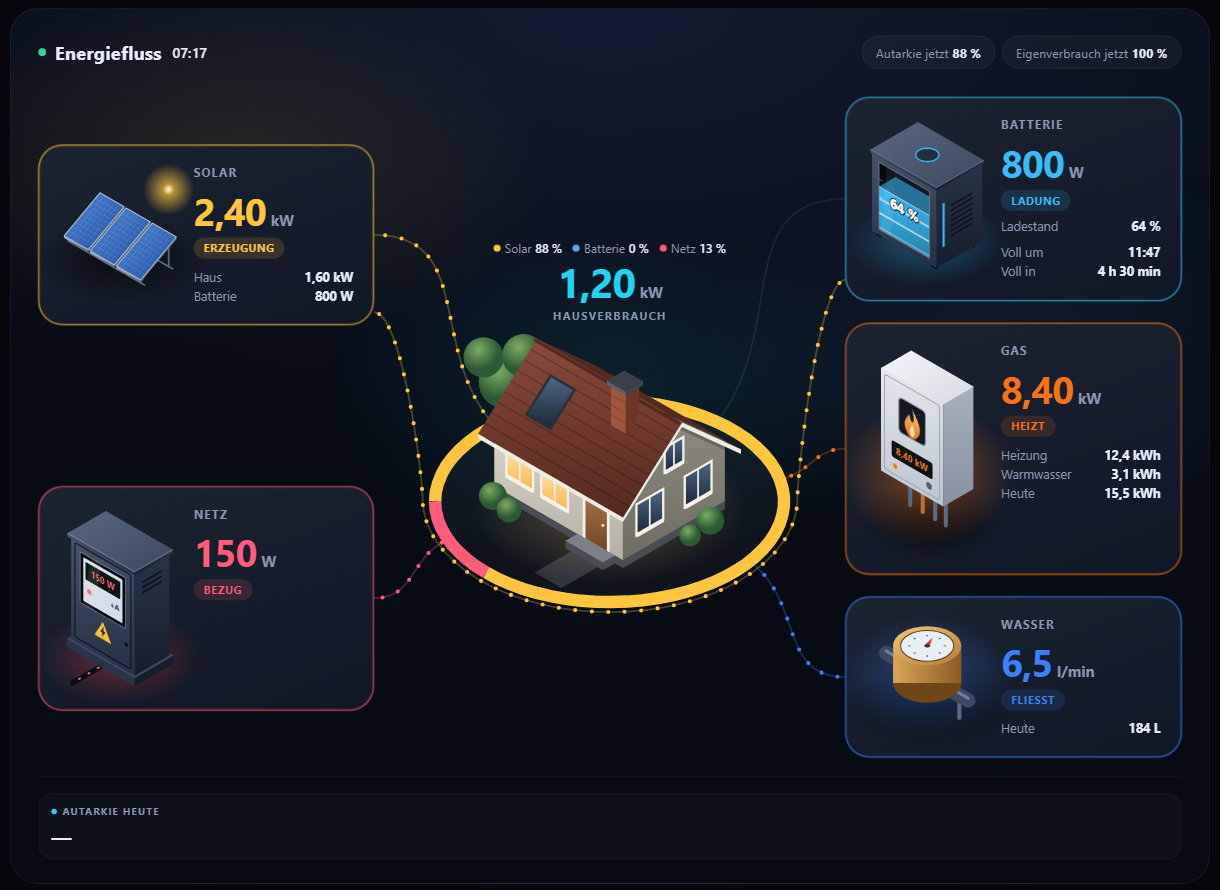 Energiefluss 07:17
Autarkie jetzt 88 %
Eigenverbrauch jetzt 100 %
SOLAR
2,40 kW
ERZEUGUNG
Haus 1,60 kW
Batterie 800 W
Solar 88 % Batterie 0 % Netz 13 %
1,20 kW
HAUSVERBRAUCH
BATTERIE
800 W
LADUNG
Ladestand 64 %
Voll um 11:47
Voll in 4 h 30 min
64 %
GAS
8,40 kW
HEIZT
Heizung 12,4 kWh
Warmwasser 3,1 kWh
Heute 15,5 kWh
8,40 kW
NETZ
150 W
BEZUG
150 W
+A
WASSER
6,5 l/min
FLIESST
Heute 184 L
AUTARKIE HEUTE
—